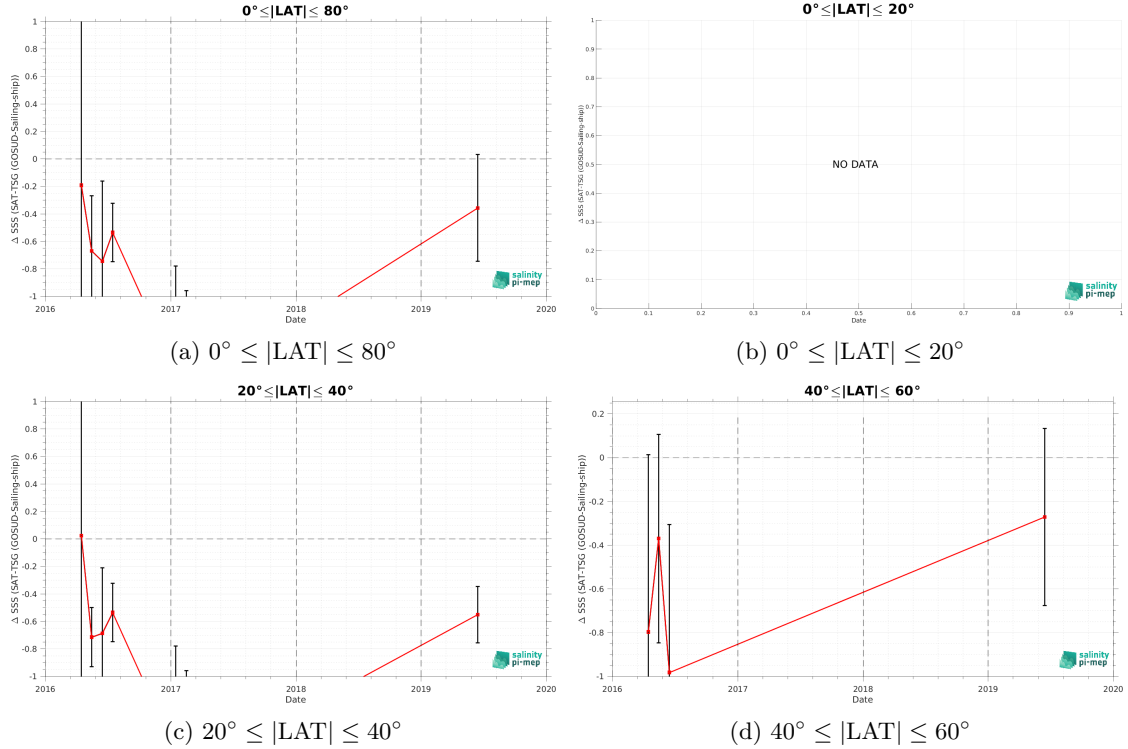 0°≤|LAT|≤ 80°
1
0.8
0.6
0.4
0.2
0
-0.2
-0.4
-0.6
-0.8
-1
Δ SSS (SAT-TSG (GOSUD-Sailing-ship))
2016 2017 2018 2019 2020
Date
salinity
pi-mep
(a) 0° ≤ |LAT| ≤ 80°
0°≤|LAT|≤ 20°
1
0.9
0.8
0.7
0.6
0.5
0.4
0.3
0.2
0.1
0
Δ SSS (SAT-TSG (GOSUD-Sailing-ship))
NO DATA
0 0.1 0.2 0.3 0.4 0.5 0.6 0.7 0.8 0.9 1
Date
salinity
pi-mep
(b) 0° ≤ |LAT| ≤ 20°
20°≤|LAT|≤ 40°
1
0.8
0.6
0.4
0.2
0
-0.2
-0.4
-0.6
-0.8
-1
Δ SSS (SAT-TSG (GOSUD-Sailing-ship))
2016 2017 2018 2019 2020
Date
salinity
pi-mep
(c) 20° ≤ |LAT| ≤ 40°
40°≤|LAT|≤ 60°
0.2
0
-0.2
-0.4
-0.6
-0.8
-1
Δ SSS (SAT-TSG (GOSUD-Sailing-ship))
2016 2017 2018 2019 2020
Date
salinity
pi-mep
(d) 40° ≤ |LAT| ≤ 60°